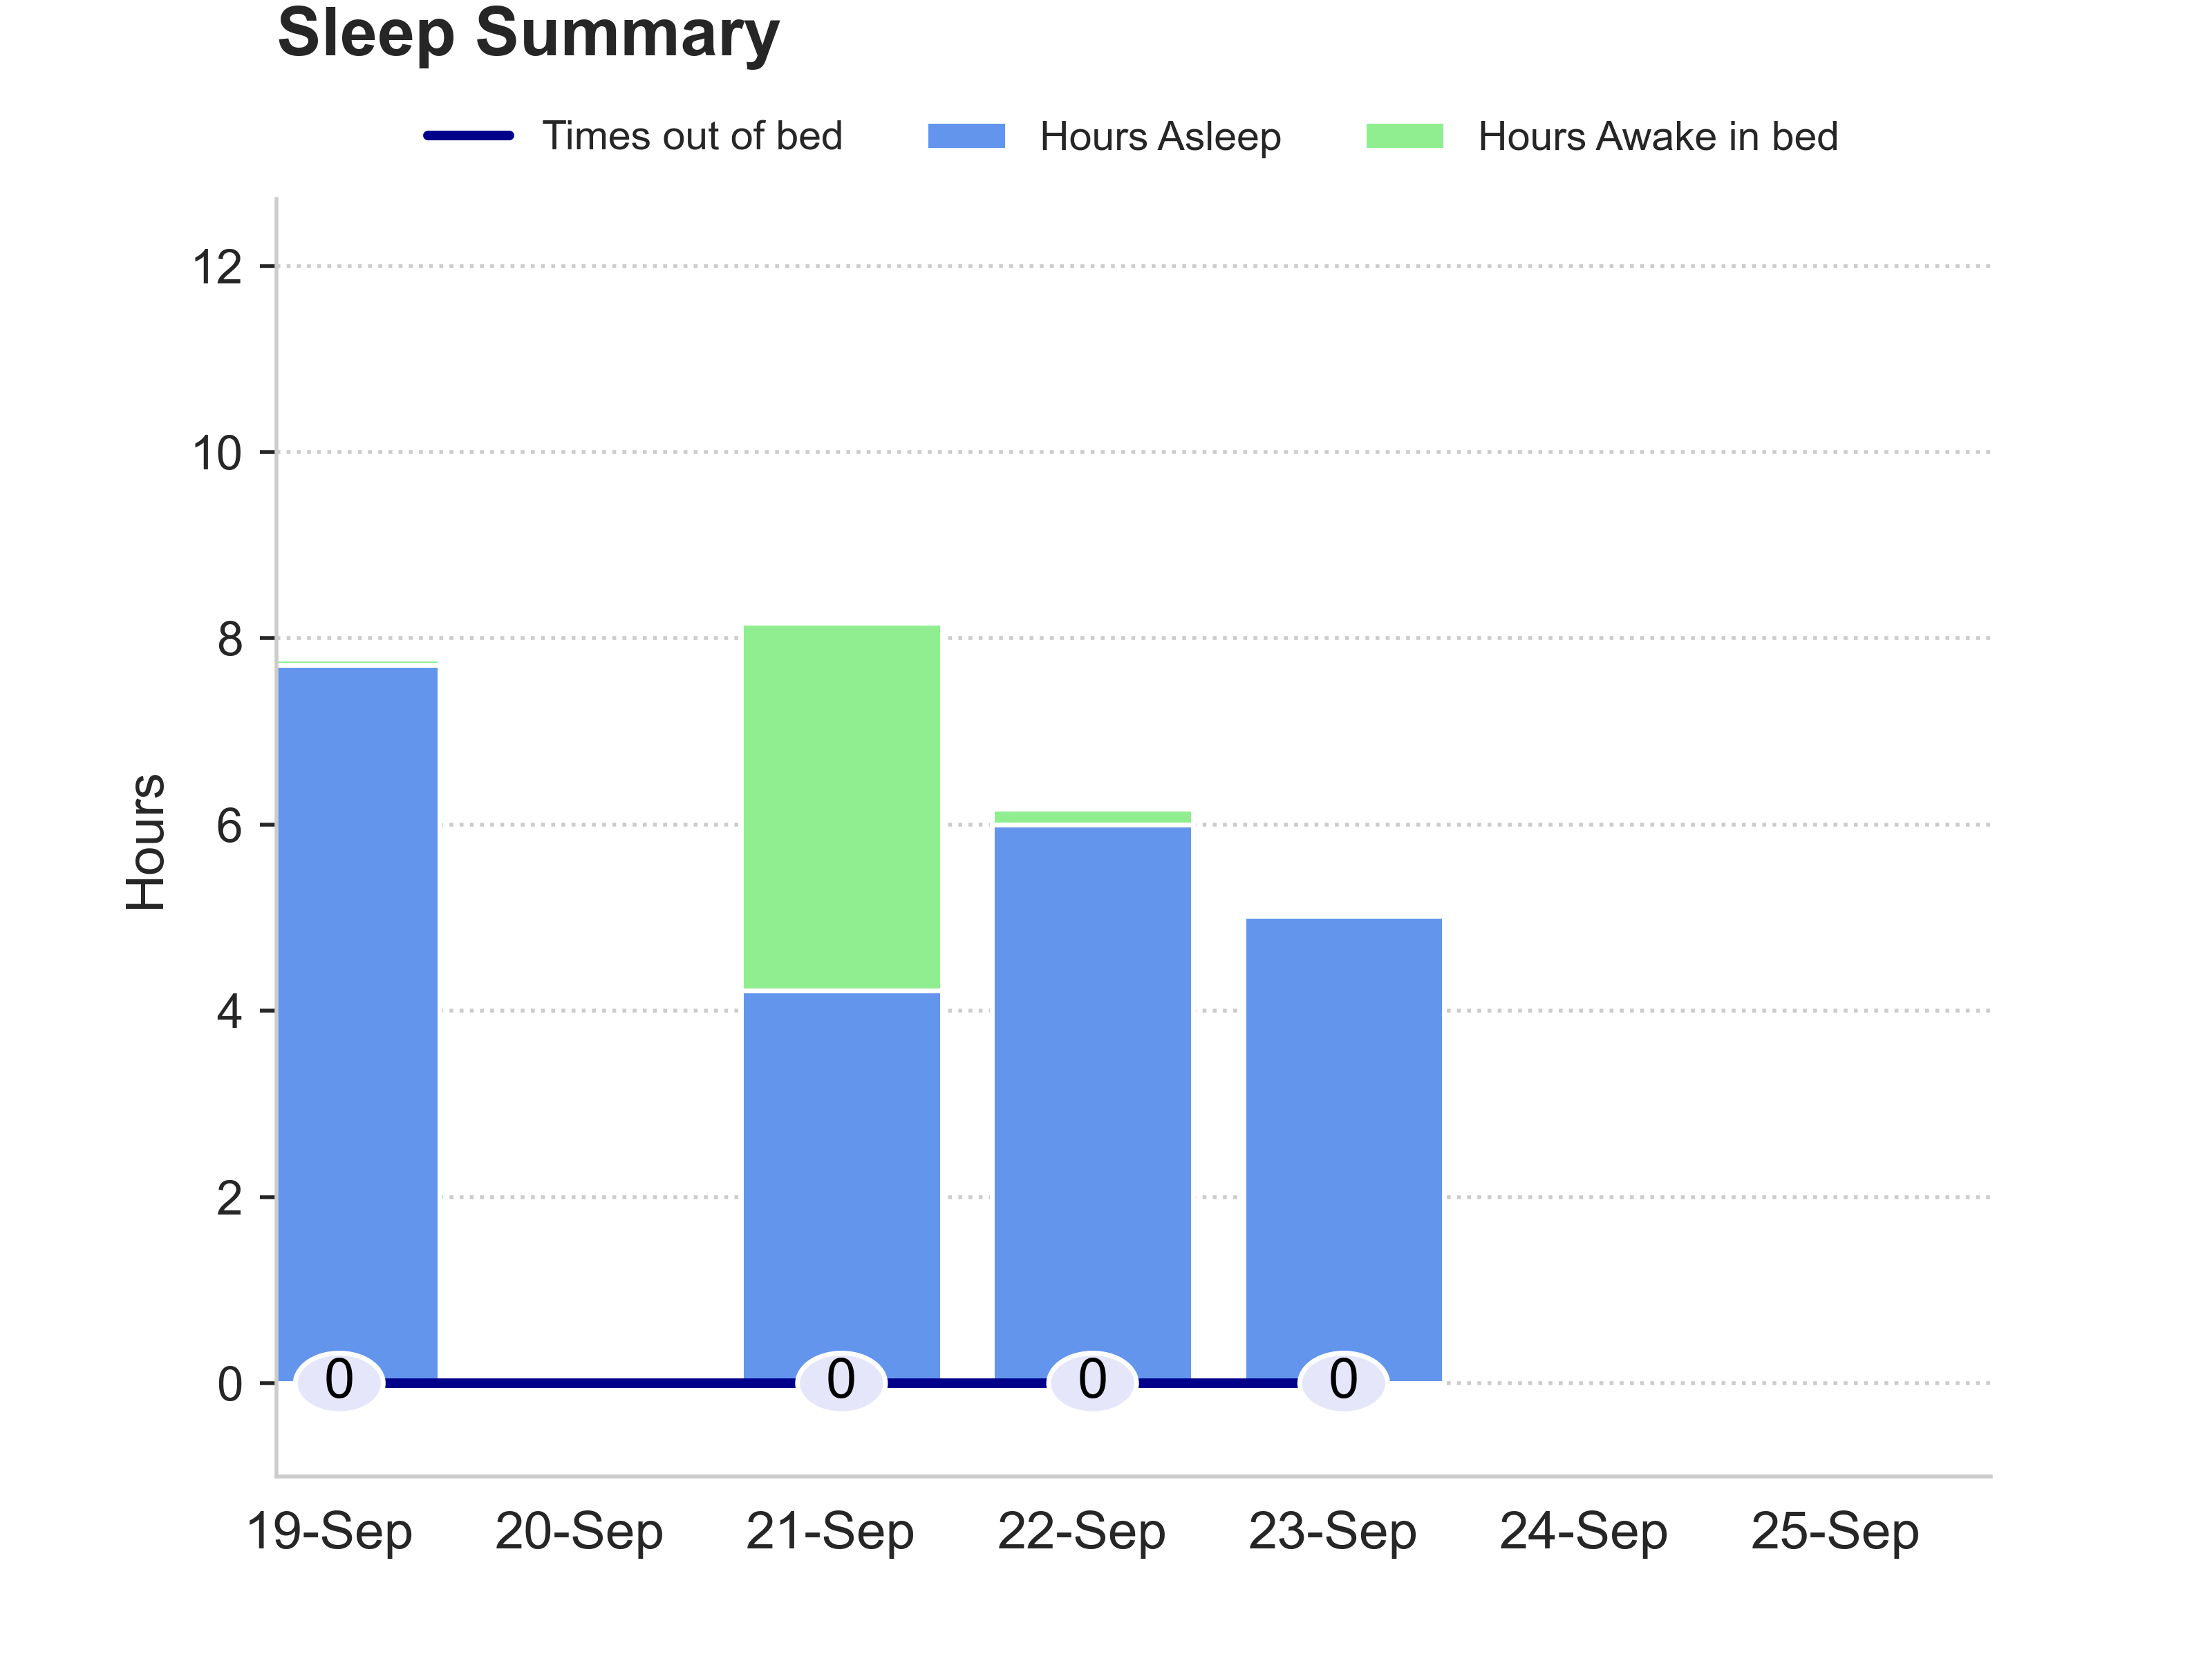 Sleep Summary
Times out of bed Hours Asleep Hours Awake in bed
12
10
8
6
4
2
0
Hours
0 0 0 0
19-Sep 20-Sep 21-Sep 22-Sep 23-Sep 24-Sep 25-Sep